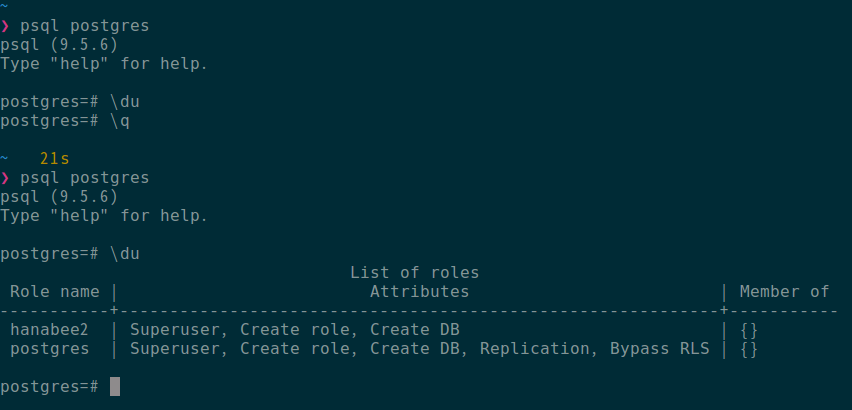 ~
❯ psql postgres
psql (9.5.6)
Type "help" for help.
postgres=# \du
postgres=# \q
~   21s
❯ psql postgres
psql (9.5.6)
Type "help" for help.
postgres=# \du
                                   List of roles
 Role name |                         Attributes                         | Member of
-----------+------------------------------------------------------------+-----------
 hanabee2  | Superuser, Create role, Create DB                          | {}
 postgres  | Superuser, Create role, Create DB, Replication, Bypass RLS | {}
postgres=#